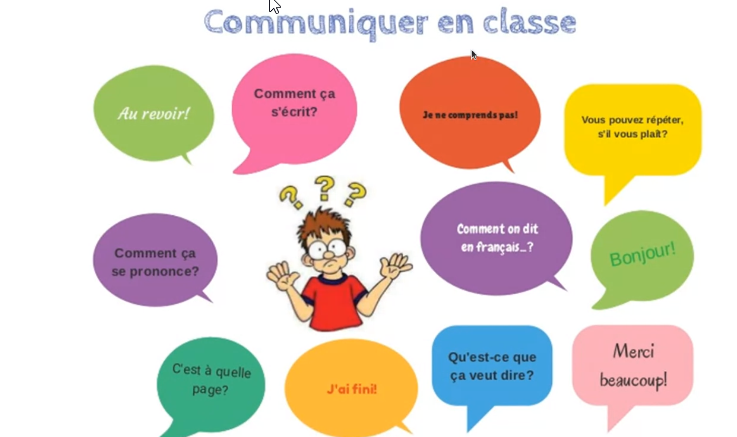 Communiquer en classe
Au revoir!
Comment ça
s'écrit?
Je ne comprends pas!
Vous pouvez répéter,
s'il vous plaît?
? ? ?
Comment ça
se prononce?
Comment on dit
en français...?
Bonjour!
C'est à quelle
page?
J'ai fini!
Qu'est-ce que
ça veut dire?
Merci
beaucoup!